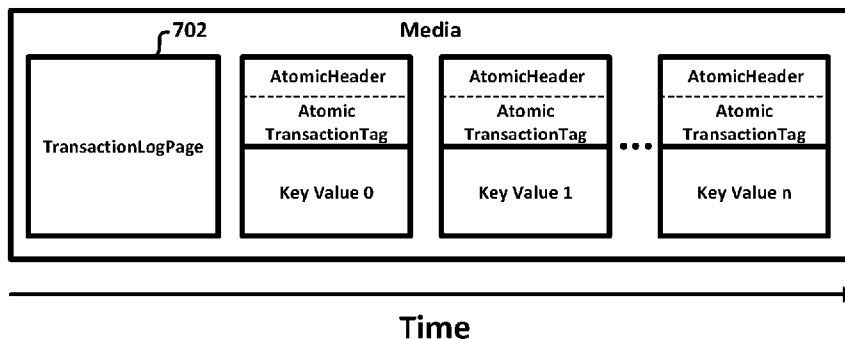 702
Media
TransactionLogPage
AtomicHeader
Atomic
TransactionTag
Key Value 0
AtomicHeader
Atomic
TransactionTag
Key Value 1
...
AtomicHeader
Atomic
TransactionTag
Key Value n
Time